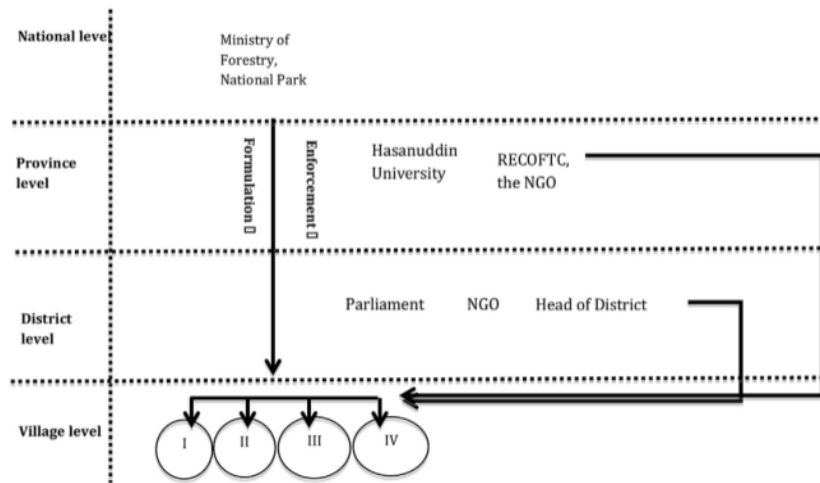 National level
Ministry of
Forestry,
National Park
Province
level
Formulation
Enforcement
Hasanuddin
University
RECOFTC,
the NGO
District
level
Parliament
NGO
Head of District
Village level
I
II
III
IV